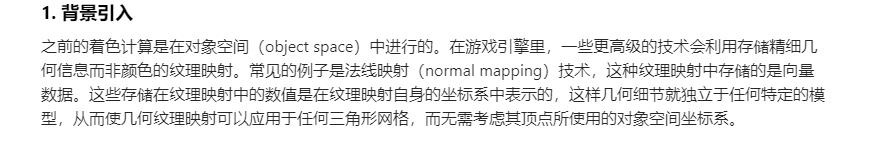 1. 背景引入
之前的着色计算是在对象空间（object space）中进行的。在游戏引擎里，一些更高级的技术会利用存储精细几
何信息而非颜色的纹理映射。常见的例子是法线映射（normal mapping）技术，这种纹理映射中存储的是向量
数据。这些存储在纹理映射中的数值是在纹理映射自身的坐标系中表示的，这样几何细节就独立于任何特定的模
型，从而使几何纹理映射可以应用于任何三角形网格，而无需考虑其顶点所使用的对象空间坐标系。